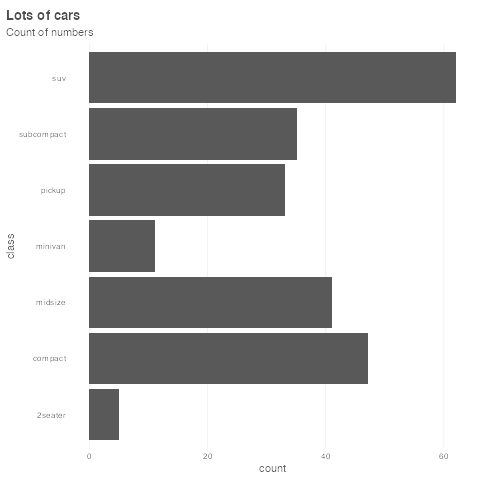 Lots of cars
Count of numbers
suv
subcompact
pickup
minivan
midsize
compact
2seater
class
0 20 40 60
count